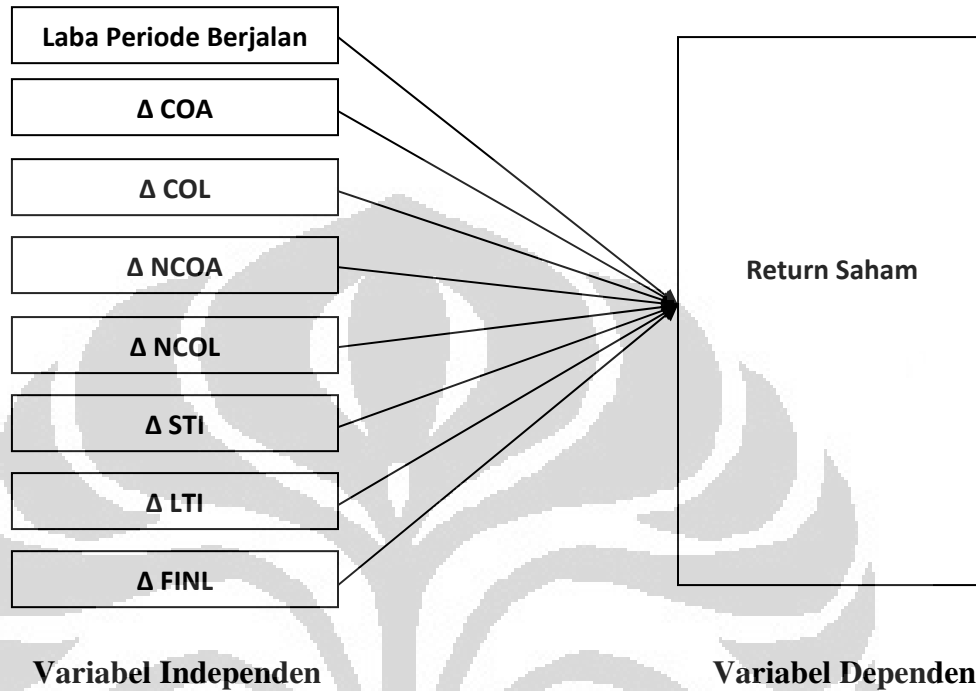 Laba Periode Berjalan
Δ COA
Δ COL
Δ NCOA
Δ NCOL
Δ STI
Δ LTI
Δ FINL
Return Saham
Variabel Independen
Variabel Dependen